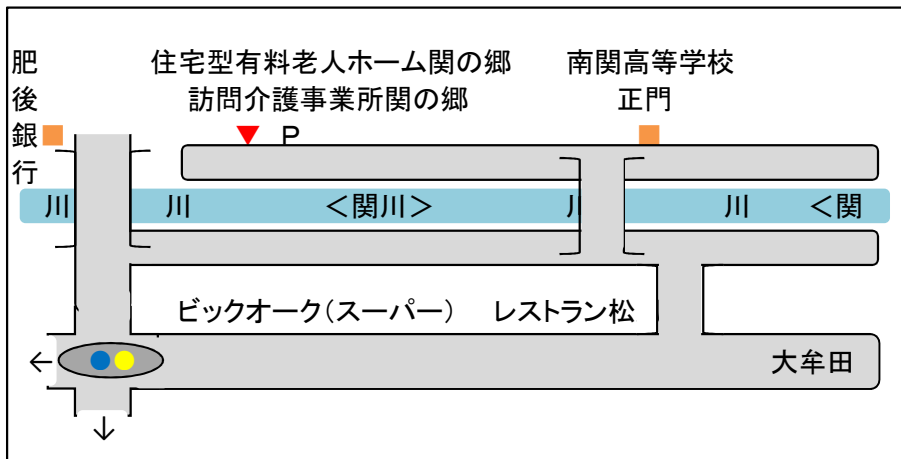 肥後銀行
住宅型有料老人ホーム関の郷
訪問介護事業所関の郷
南関高等学校
正門
P
川 川 ＜関川＞ 川 川 ＜関
ビックオーク（スーパー） レストラン松
大牟田
← 
↓